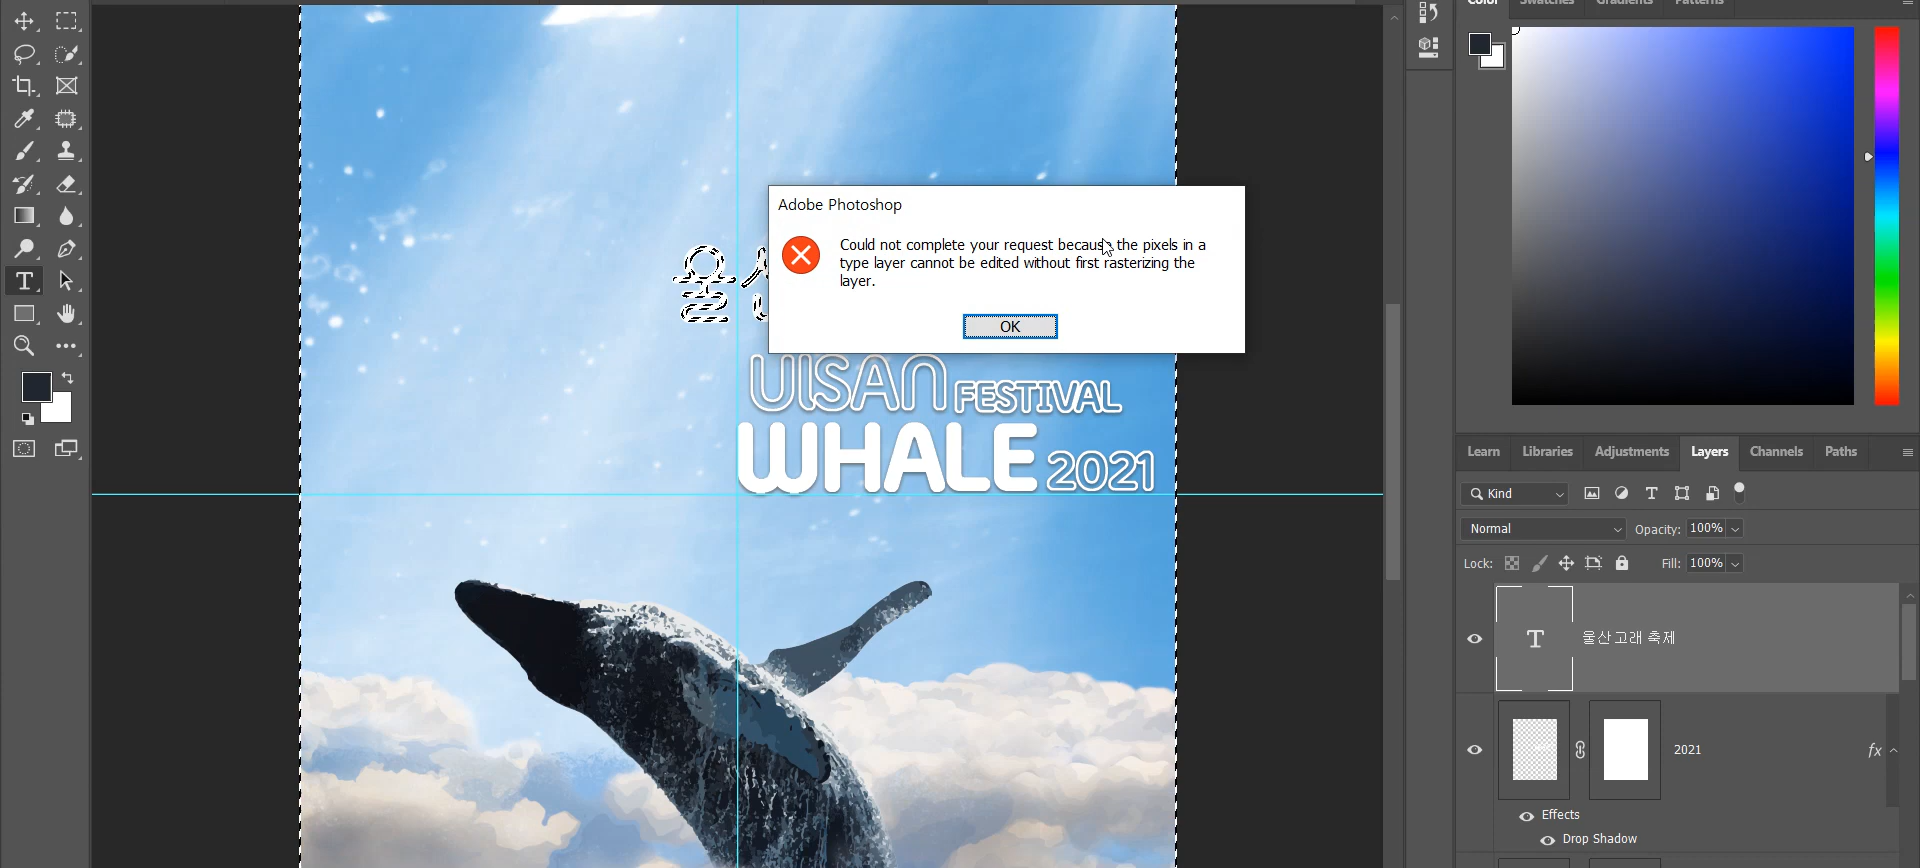 Color Swatches Gradients Patterns
Adobe Photoshop
Could not complete your request because the pixels in a
type layer cannot be edited without first rasterizing the
layer.
OK
울
UlSAN FESTIVAL
WHALE 2021
Learn Libraries Adjustments Layers Channels Paths
Kind
Normal Opacity: 100%
Lock: Fill: 100%
T 울산고래 축제
2021 fx
Effects
Drop Shadow